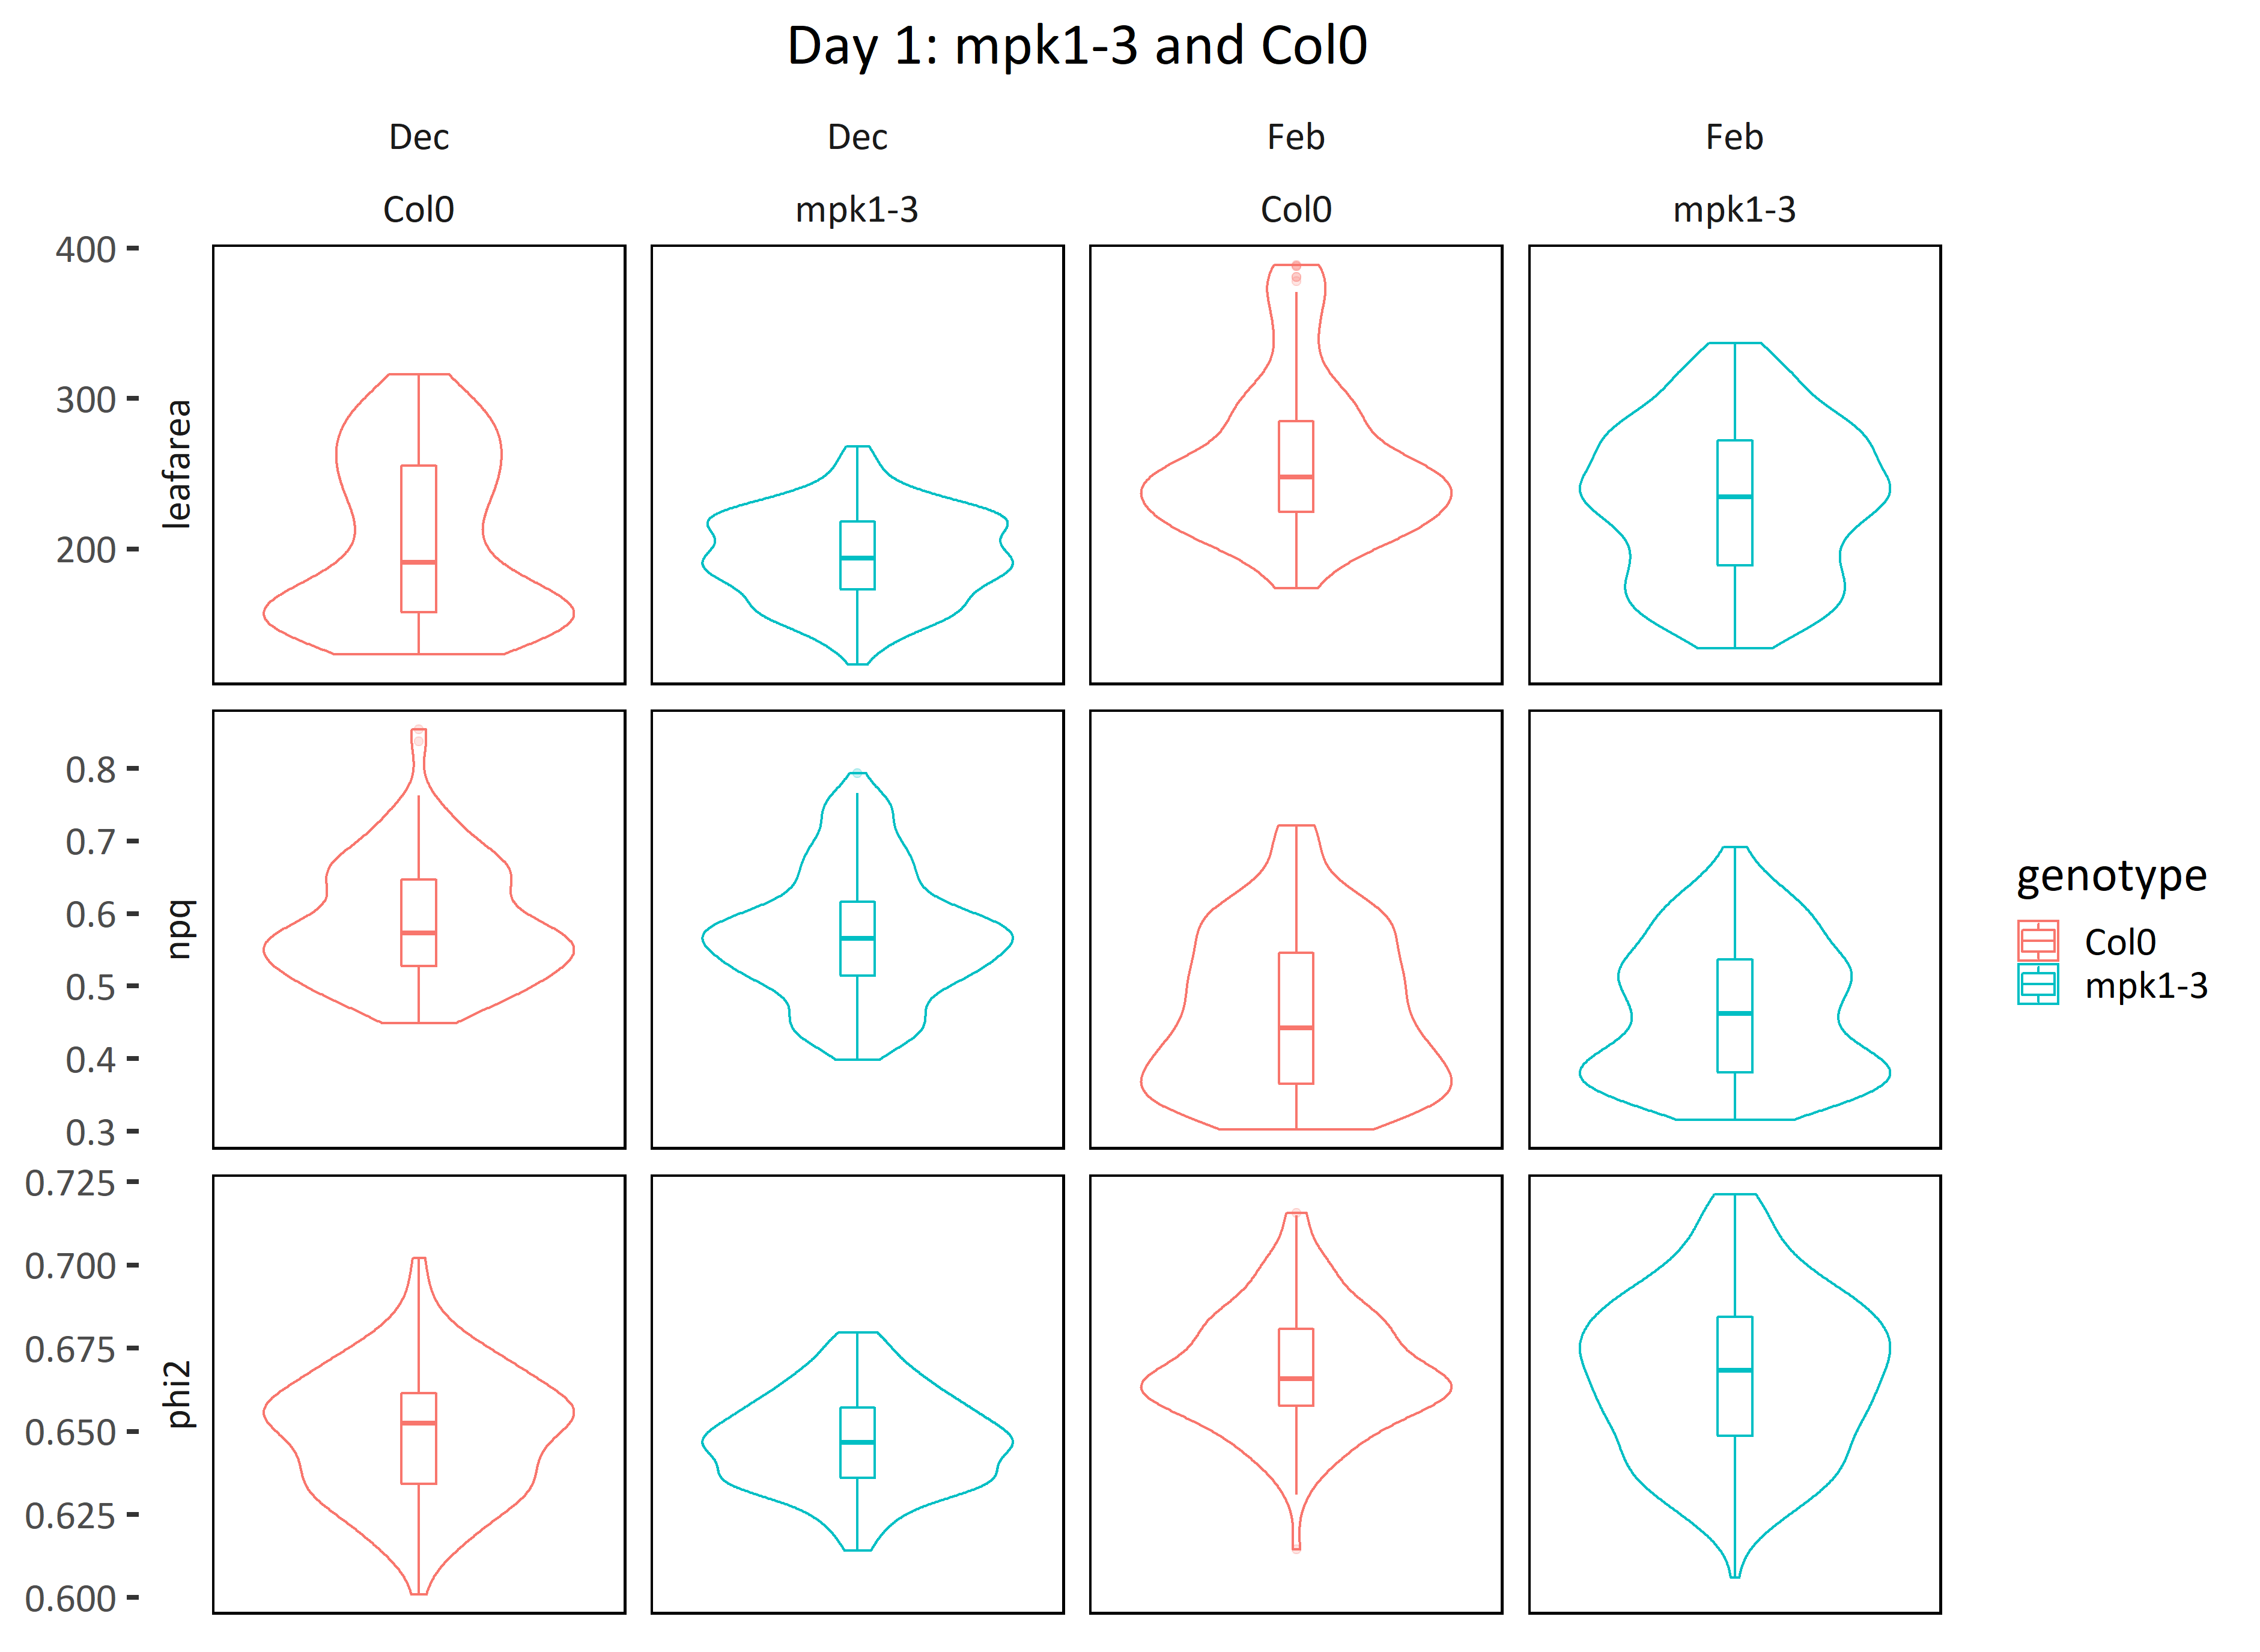 Day 1: mpk1-3 and Col0
Dec Dec Feb Feb
Col0 mpk1-3 Col0 mpk1-3
400
300
200
leafarea
0.8
0.7
0.6
0.5
0.4
0.3
npq
0.725
0.700
0.675
0.650
0.625
0.600
phi2
genotype
Col0
mpk1-3